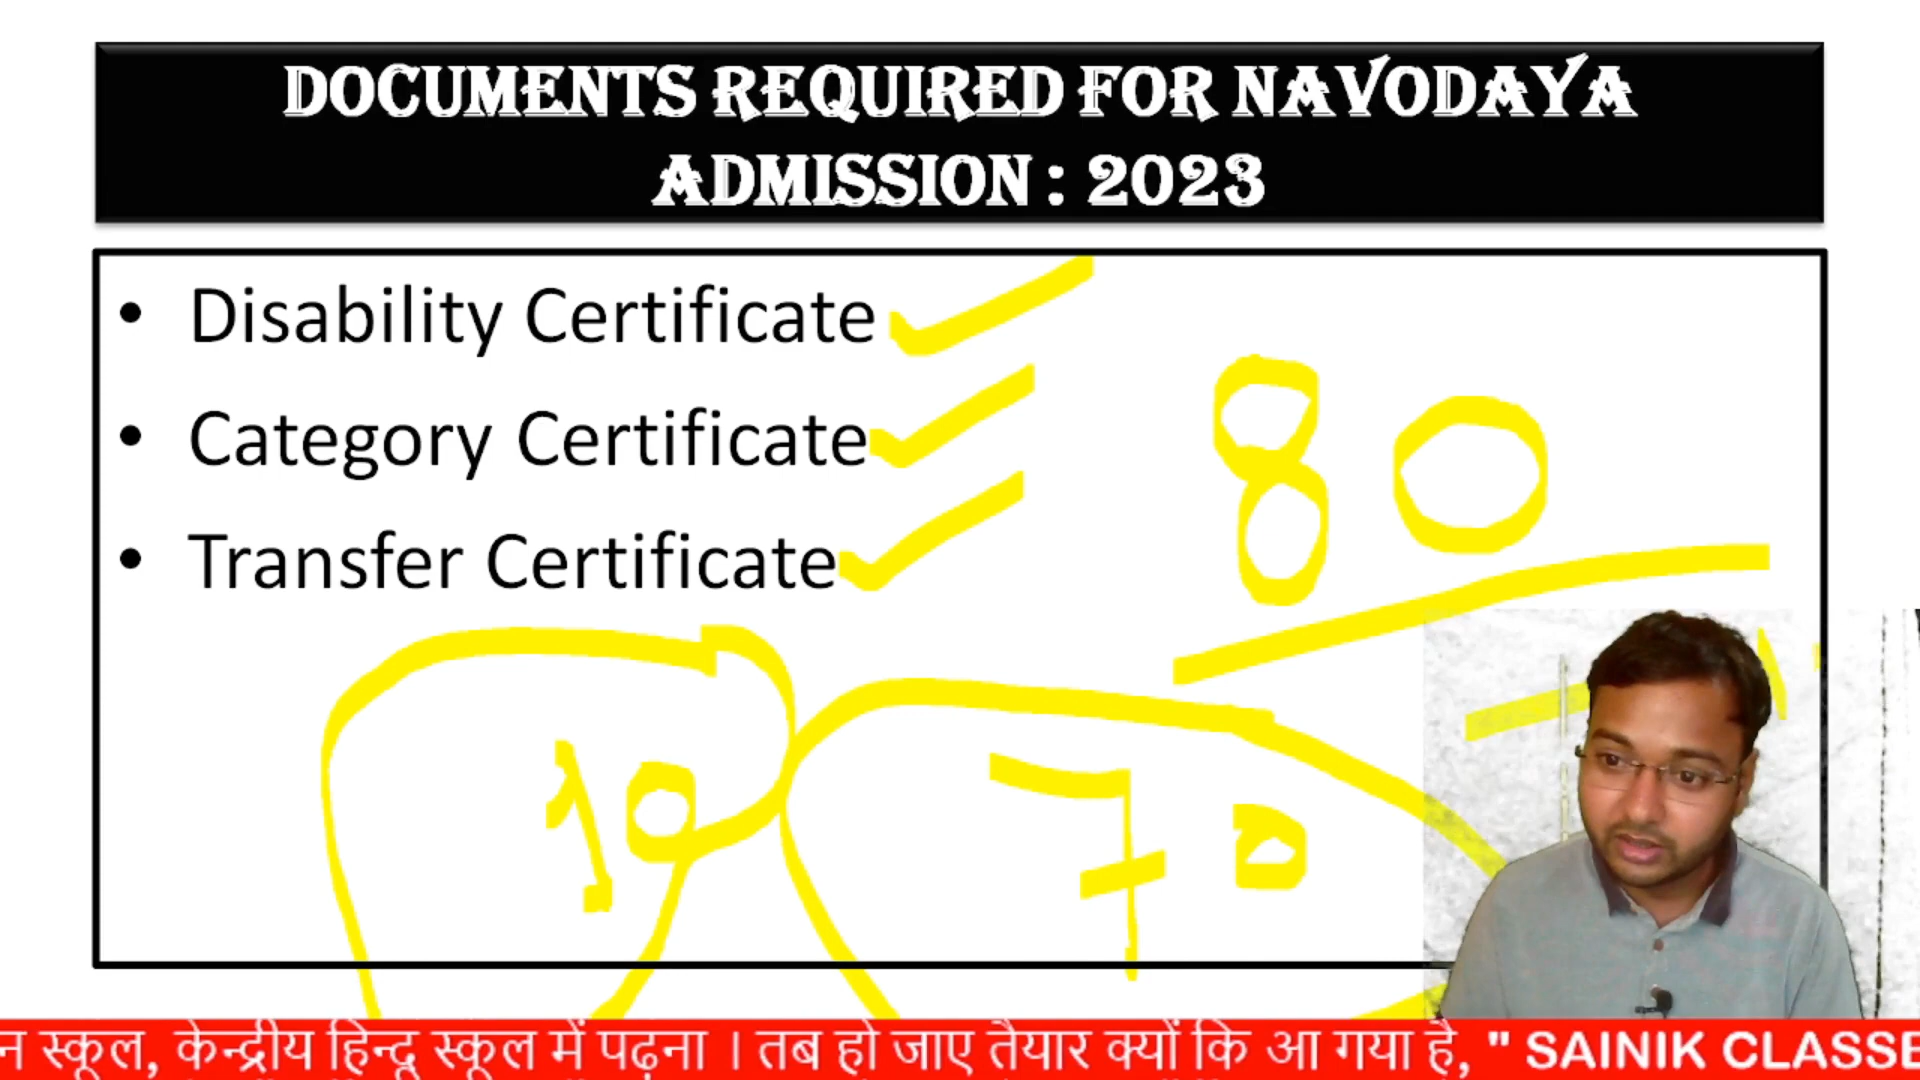 DOCUMENTS REQUIRED FOR NAVODAYA
ADMISSION : 2023
• Disability Certificate
• Category Certificate
• Transfer Certificate
80
10
70
स्कूल, केन्द्रीय हिन्दू स्कूल में पढ़ना । तब हो जाए तैयार क्यों कि आ गया है, " SAINIK CLASSE